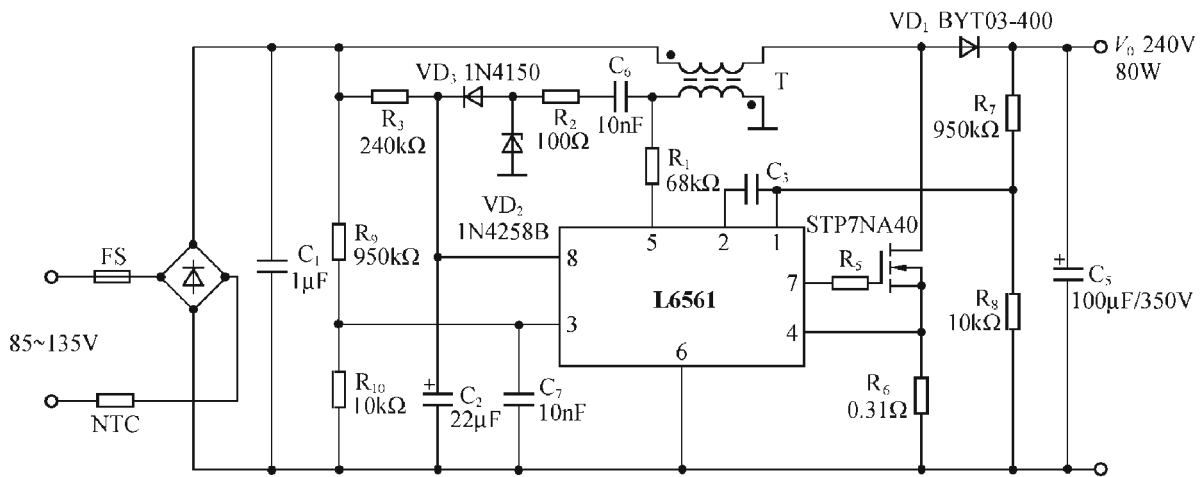 VD₁ BYT03-400
V₀ 240V
80W
VD₃ 1N4150
C₆
10nF
T
R₃
240kΩ
R₂
100Ω
R₇
950kΩ
R₁
68kΩ
C₃
VD₂
1N4258B
STP7NA40
5
2
1
FS
C₁
1μF
R₉
950kΩ
8
7
R₅
C₅
100μF/350V
L6561
R₈
10kΩ
3
4
6
85~135V
NTC
R₁₀
10kΩ
C₂
22μF
C₇
10nF
R₆
0.31Ω
+
+